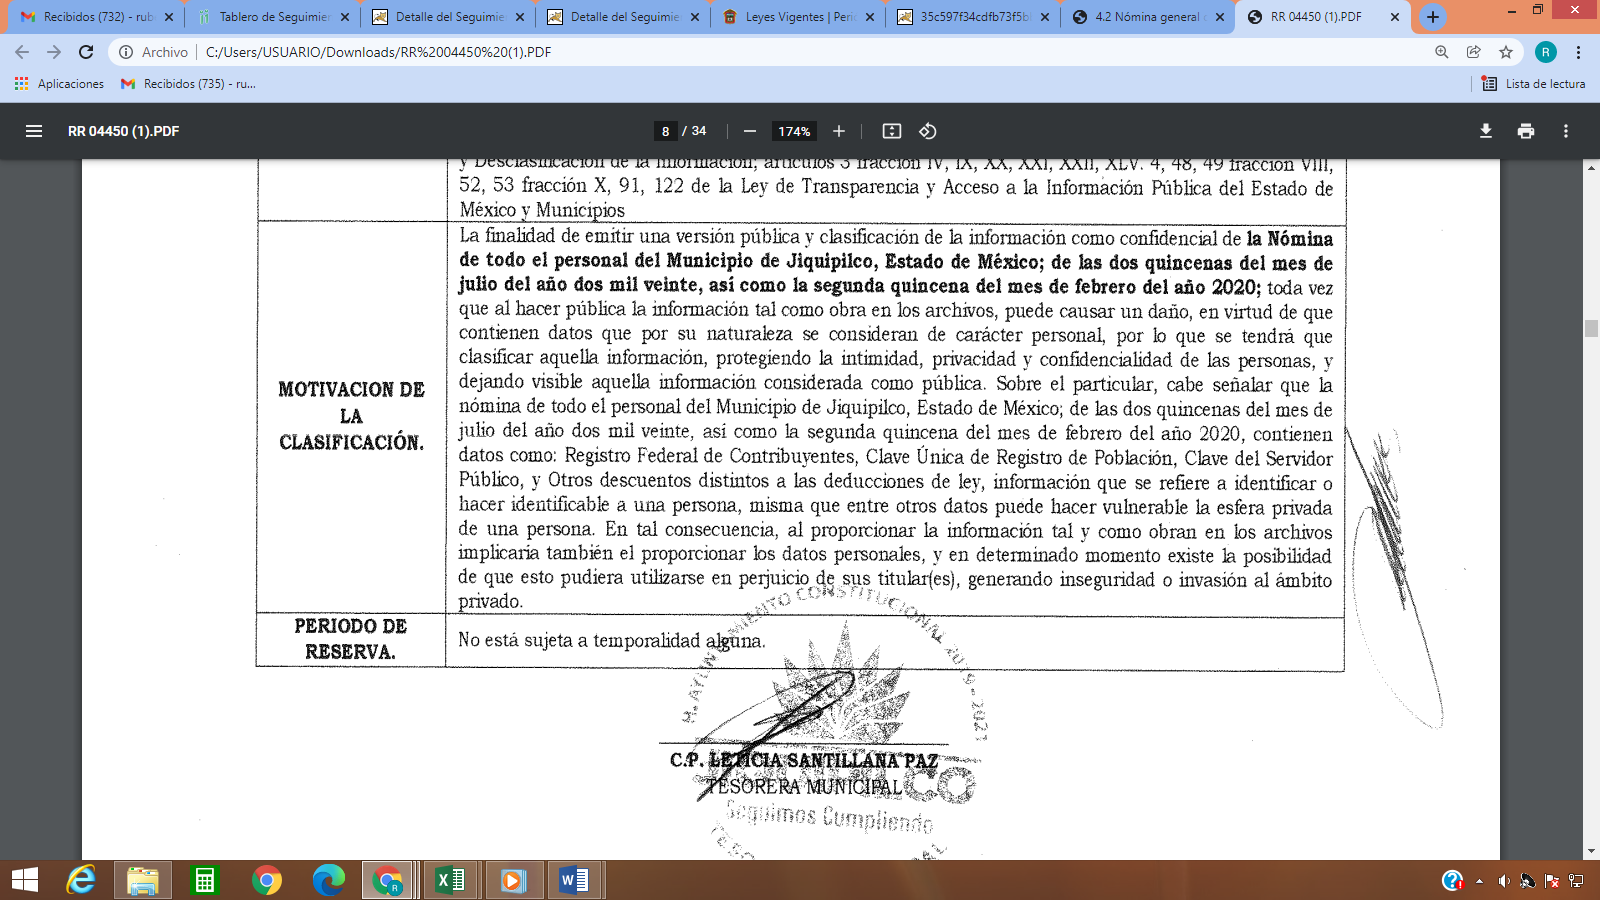 Recibidos (732) - rub
Tablero de Seguimien
Detalle del Seguimie
Detalle del Seguimie
Leyes Vigentes | Peri
35c597f34cdfb73f5b
4.2 Nómina general
RR 04450 (1).PDF
Archivo | C:/Users/USUARIO/Downloads/RR%2004450%20(1).PDF
R
Aplicaciones
Recibidos (735) - ru...
Lista de lectura
RR 04450 (1).PDF
8 / 34
174%
y Desclasificación de la Información; artículos 3 fracción IV, IX, XX, XXI, XXII, XLV. 4, 48, 49 fracción VIII,
52, 53 fracción X, 91, 122 de la Ley de Transparencia y Acceso a la Información Pública del Estado de
México y Municipios
MOTIVACION DE
LA
CLASIFICACIÓN.
La finalidad de emitir una versión pública y clasificación de la información como confidencial de la Nómina
de todo el personal del Municipio de Jiquipilco, Estado de México; de las dos quincenas del mes de
julio del año dos mil veinte, así como la segunda quincena del mes de febrero del año 2020; toda vez
que al hacer pública la información tal como obra en los archivos, puede causar un daño, en virtud de que
contienen datos que por su naturaleza se consideran de carácter personal, por lo que se tendrá que
clasificar aquella información, protegiendo la intimidad, privacidad y confidencialidad de las personas, y
dejando visible aquella información considerada como pública. Sobre el particular, cabe señalar que la
nómina de todo el personal del Municipio de Jiquipilco, Estado de México; de las dos quincenas del mes de
julio del año dos mil veinte, así como la segunda quincena del mes de febrero del año 2020, contienen
datos como: Registro Federal de Contribuyentes, Clave Única de Registro de Población, Clave del Servidor
Público, y Otros descuentos distintos a las deducciones de ley, información que se refiere a identificar o
hacer identificable a una persona, misma que entre otros datos puede hacer vulnerable la esfera privada
de una persona. En tal consecuencia, al proporcionar la información tal y como obran en los archivos
implicaría también el proporcionar los datos personales, y en determinado momento existe la posibilidad
de que esto pudiera utilizarse en perjuicio de sus titular(es), generando inseguridad o invasión al ámbito
privado.
PERIODO DE
RESERVA.
No está sujeta a temporalidad alguna.
H. AYUNTAMIENTO CONSTITUCIONAL 2019 - 2021
C.P. LETICIA SANTILLANA PAZ
TESORERA MUNICIPAL
Seguimos Cumpliendo